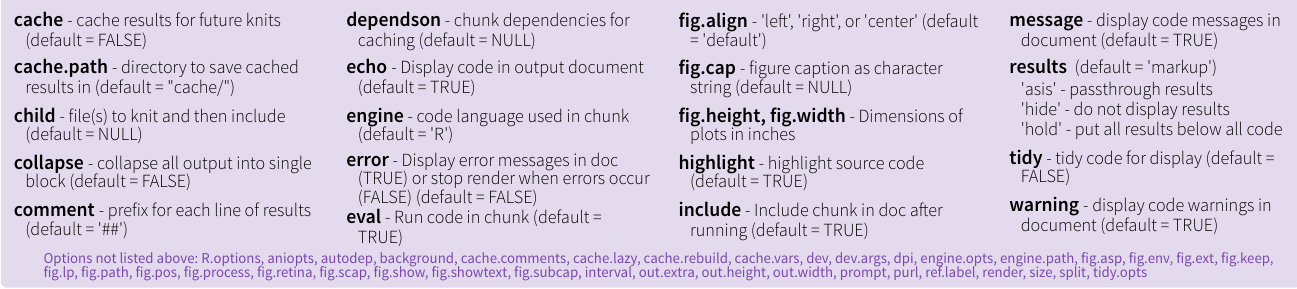 cache - cache results for future knits
(default = FALSE)
cache.path - directory to save cached
results in (default = "cache/")
child - file(s) to knit and then include
(default = NULL)
collapse - collapse all output into single
block (default = FALSE)
comment - prefix for each line of results
(default = '##')
dependson - chunk dependencies for
caching (default = NULL)
echo - Display code in output document
(default = TRUE)
engine - code language used in chunk
(default = 'R')
error - Display error messages in doc
(TRUE) or stop render when errors occur
(FALSE) (default = FALSE)
eval - Run code in chunk (default =
TRUE)
fig.align - 'left', 'right', or 'center' (default
= 'default')
fig.cap - figure caption as character
string (default = NULL)
fig.height, fig.width - Dimensions of
plots in inches
highlight - highlight source code
(default = TRUE)
include - Include chunk in doc after
running (default = TRUE)
message - display code messages in
document (default = TRUE)
results (default = 'markup')
'asis' - passthrough results
'hide' - do not display results
'hold' - put all results below all code
tidy - tidy code for display (default =
FALSE)
warning - display code warnings in
document (default = TRUE)
Options not listed above: R.options, aniopts, autodep, background, cache.comments, cache.lazy, cache.rebuild, cache.vars, dev, dev.args, dpi, engine.opts, engine.path, fig.asp, fig.env, fig.ext, fig.keep,
fig.lp, fig.path, fig.pos, fig.process, fig.retina, fig.scap, fig.show, fig.showtext, fig.subcap, interval, out.extra, out.height, out.width, prompt, purl, ref.label, render, size, split, tidy.opts